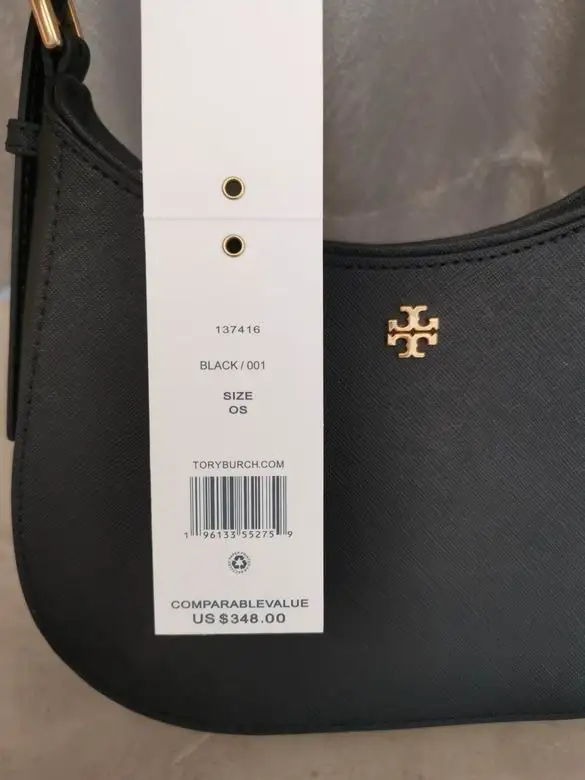 137416
BLACK / 001
SIZE
OS
TORYBURCH.COM
1 96133 55275 9
COMPARABLEVALUE
US $348.00